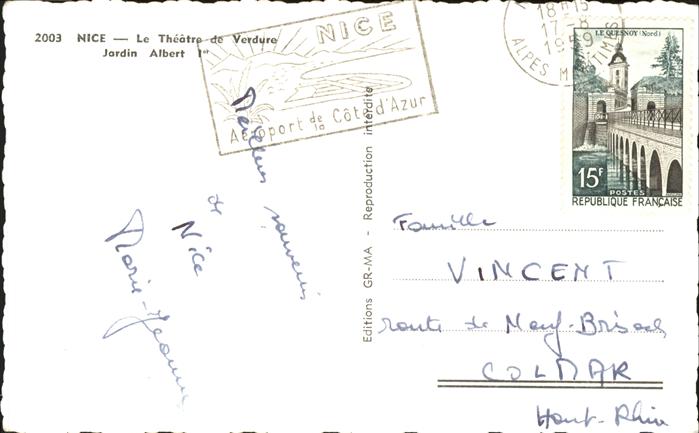 2003 NICE — Le Théâtre de Verdure
Jardin Albert 1er
NICE
Aéroport de la Côte d'Azur
18H15
17-8
1959
ALPES MARITIMES
LE QUESNOY (Nord)
15F
POSTES
REPUBLIQUE FRANÇAISE
Meilleurs souvenirs
de
Nice
Marie-Jeanne
Editions GR-MA - Reproduction interdite
Famille
VINCENT
route de Neuf-Brisach
COLMAR
Haut-Rhin